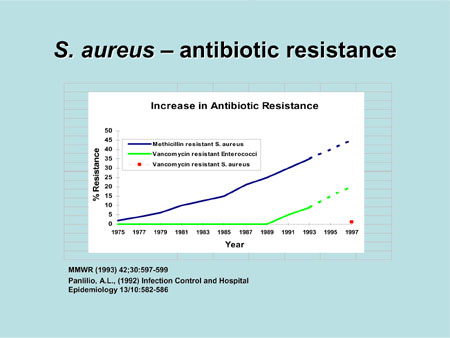 S. aureus – antibiotic resistance
Increase in Antibiotic Resistance
% Resistance
50
45
40
35
30
25
20
15
10
5
0
Methicillin resistant S. aureus
Vancomycin resistant Enterococci
Vancomycin resistant S. aureus
1975 1977 1979 1981 1983 1985 1987 1989 1991 1993 1995 1997
Year
MMWR (1993) 42;30:597-599
Panlilio, A.L., (1992) Infection Control and Hospital
Epidemiology 13/10:582-586